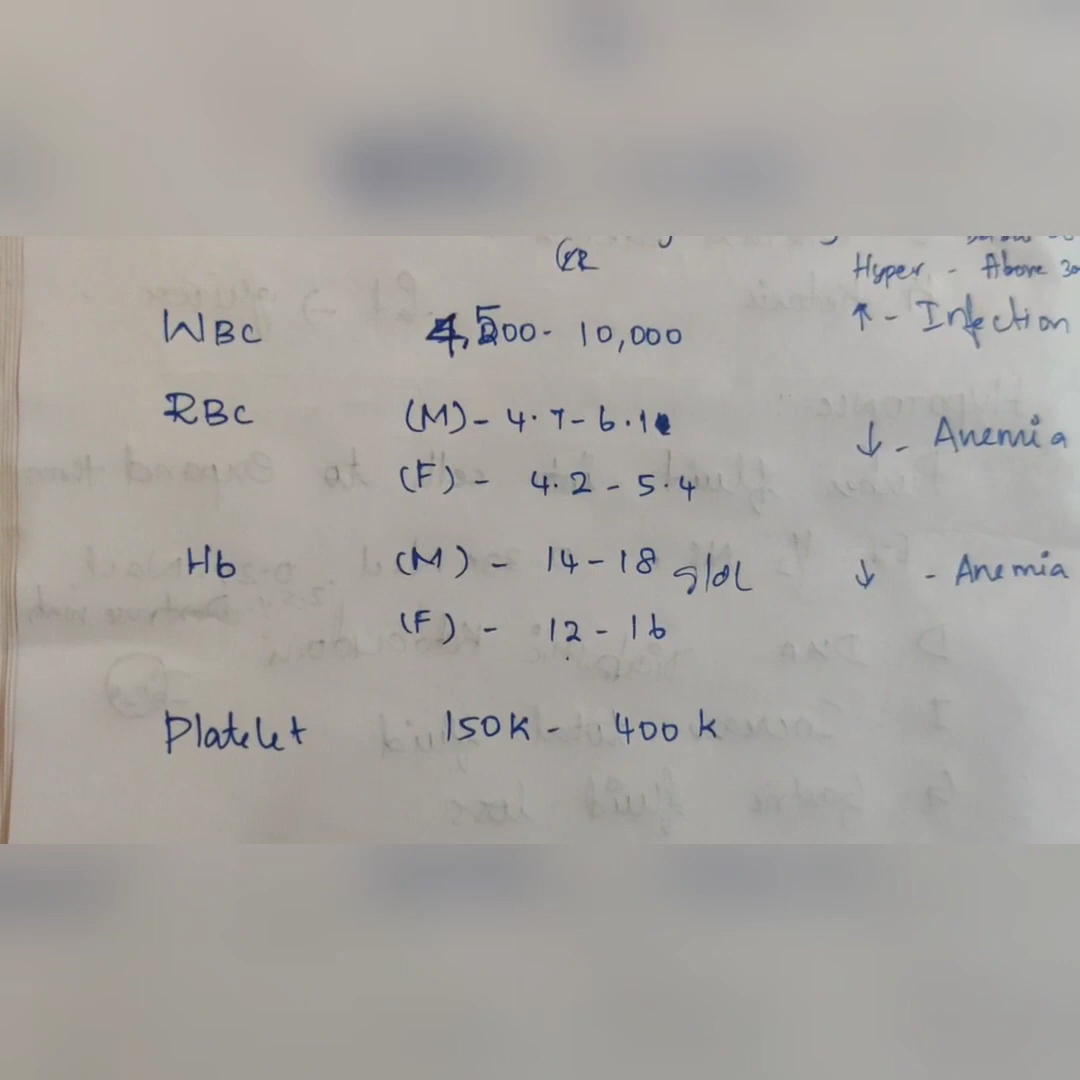 Hyper - Above 30
WBC 4,500 - 10,000 ↑ - Infection
RBC (M) - 4.7 - 6.1 ↓ - Anemia
(F) - 4.2 - 5.4
Hb (M) - 14 - 18 g/dL ↓ - Anemia
(F) - 12 - 16
Platelet 150K - 400K